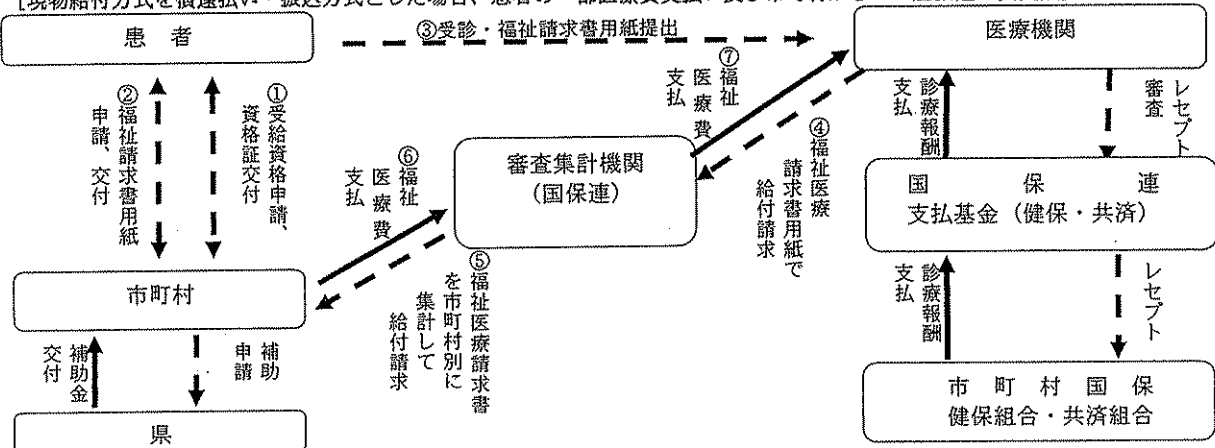 患者
③受診・福祉請求書用紙提出
医療機関
②福祉請求書用紙
申請、交付
①受給資格申請、
資格証交付
⑦福祉
医療費
支払
④福祉医療
請求書用紙で
給付請求
診療報酬
支払
レセプト
審査
審査集計機関
(国保連)
⑥福祉
医療費
支払
⑤福祉医療請求書
を市町村別に
集計して
給付請求
国保連
支払基金(健保・共済)
市町村
診療報酬
支払
レセプト
補助金
交付
補助
申請
県
市町村国保
健保組合・共済組合